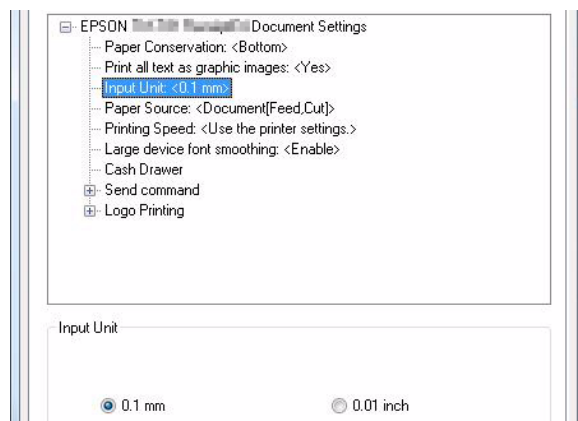 EPSON Document Settings
Paper Conservation: <Bottom>
Print all text as graphic images: <Yes>
Input Unit: <0.1 mm>
Paper Source: <Document[Feed,Cut]>
Printing Speed: <Use the printer settings.>
Large device font smoothing: <Enable>
Cash Drawer
Send command
Logo Printing
Input Unit
0.1 mm 0.01 inch